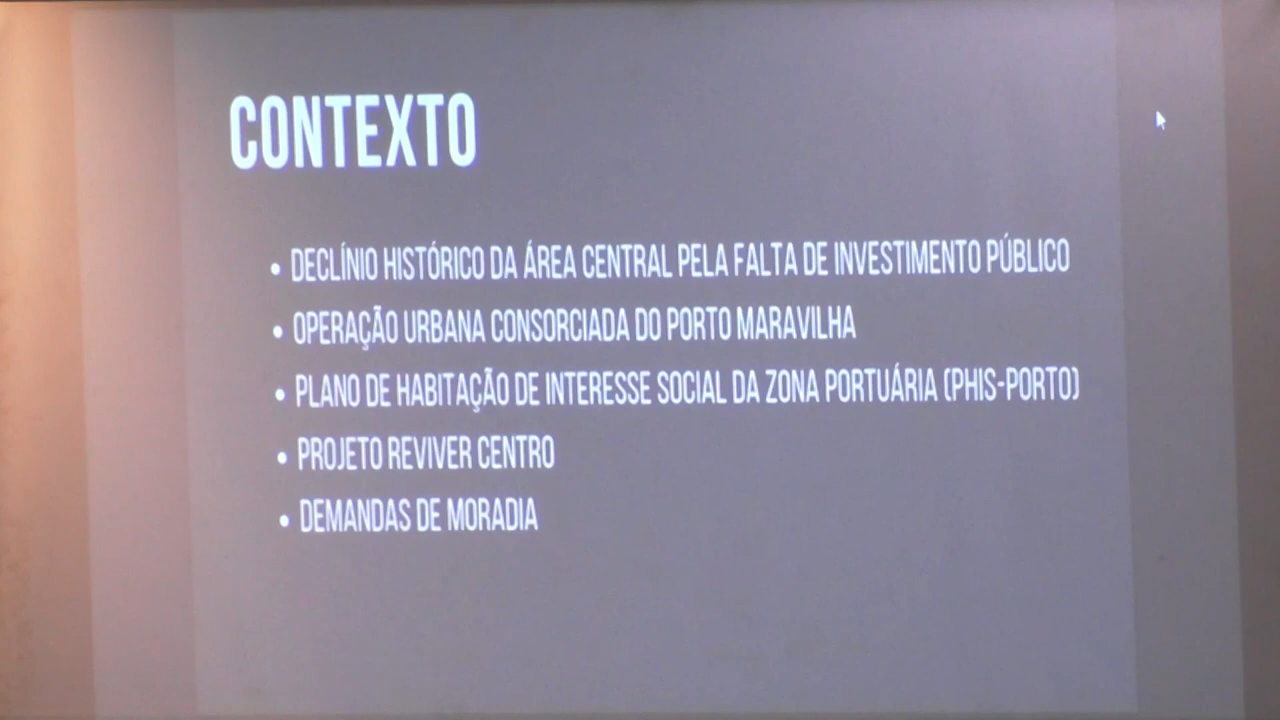 CONTEXTO
• DECLÍNIO HISTÓRICO DA ÁREA CENTRAL PELA FALTA DE INVESTIMENTO PÚBLICO
• OPERAÇÃO URBANA CONSORCIADA DO PORTO MARAVILHA
• PLANO DE HABITAÇÃO DE INTERESSE SOCIAL DA ZONA PORTUÁRIA (PHIS-PORTO)
• PROJETO REVIVER CENTRO
• DEMANDAS DE MORADIA